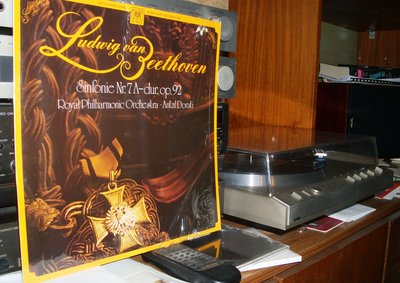 Ludwig van
Beethoven
Sinfonie Nr. 7 A-dur, op. 92
Royal Philharmonic Orchestra · Antal Dorati